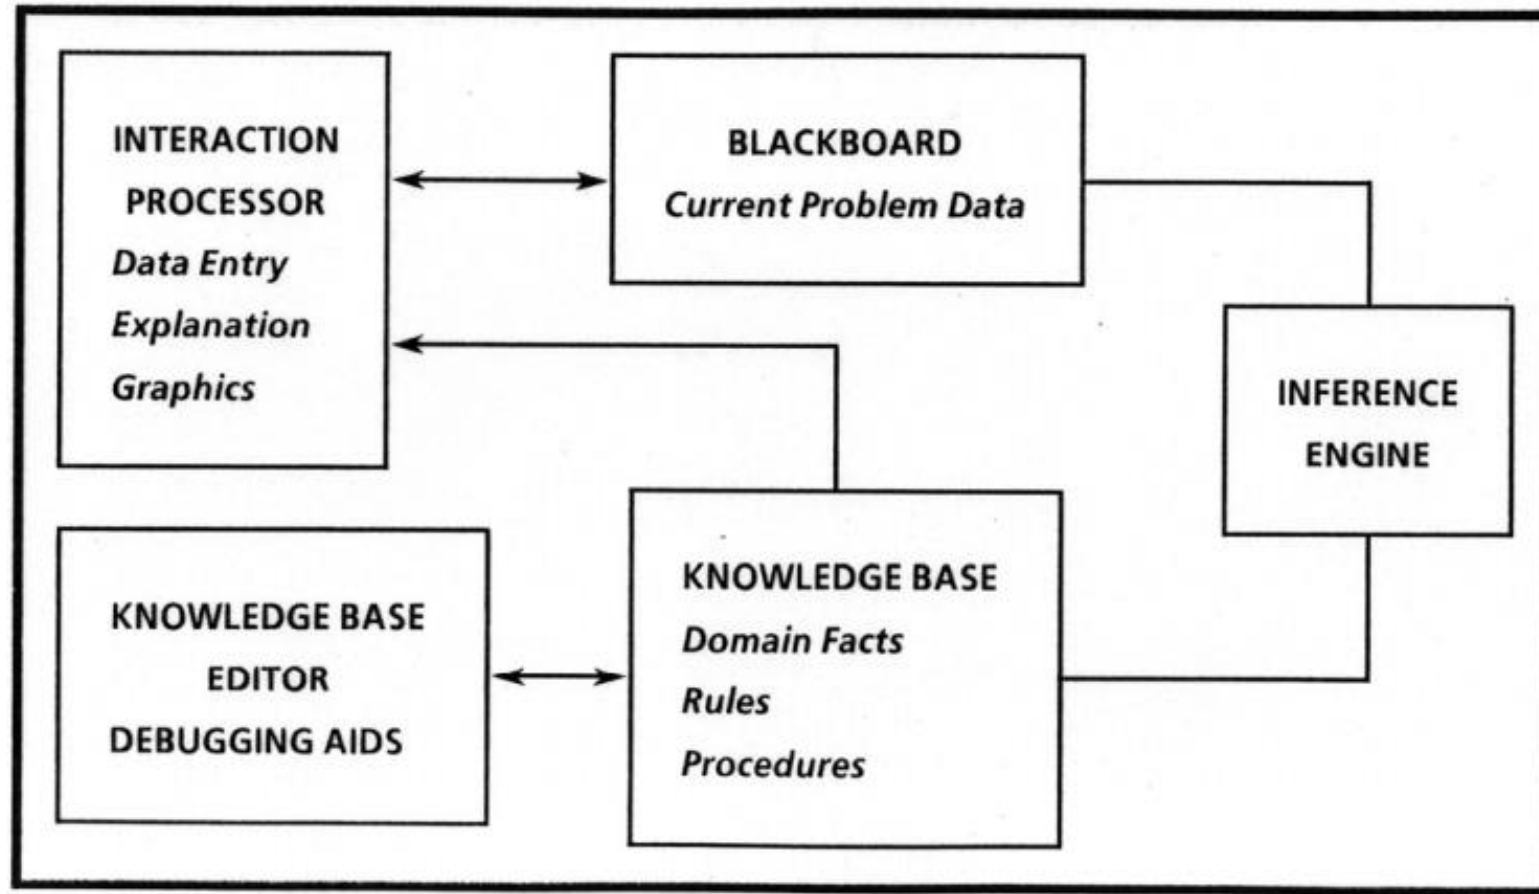 INTERACTION
PROCESSOR
Data Entry
Explanation
Graphics
BLACKBOARD
Current Problem Data
INFERENCE
ENGINE
KNOWLEDGE BASE
EDITOR
DEBUGGING AIDS
KNOWLEDGE BASE
Domain Facts
Rules
Procedures